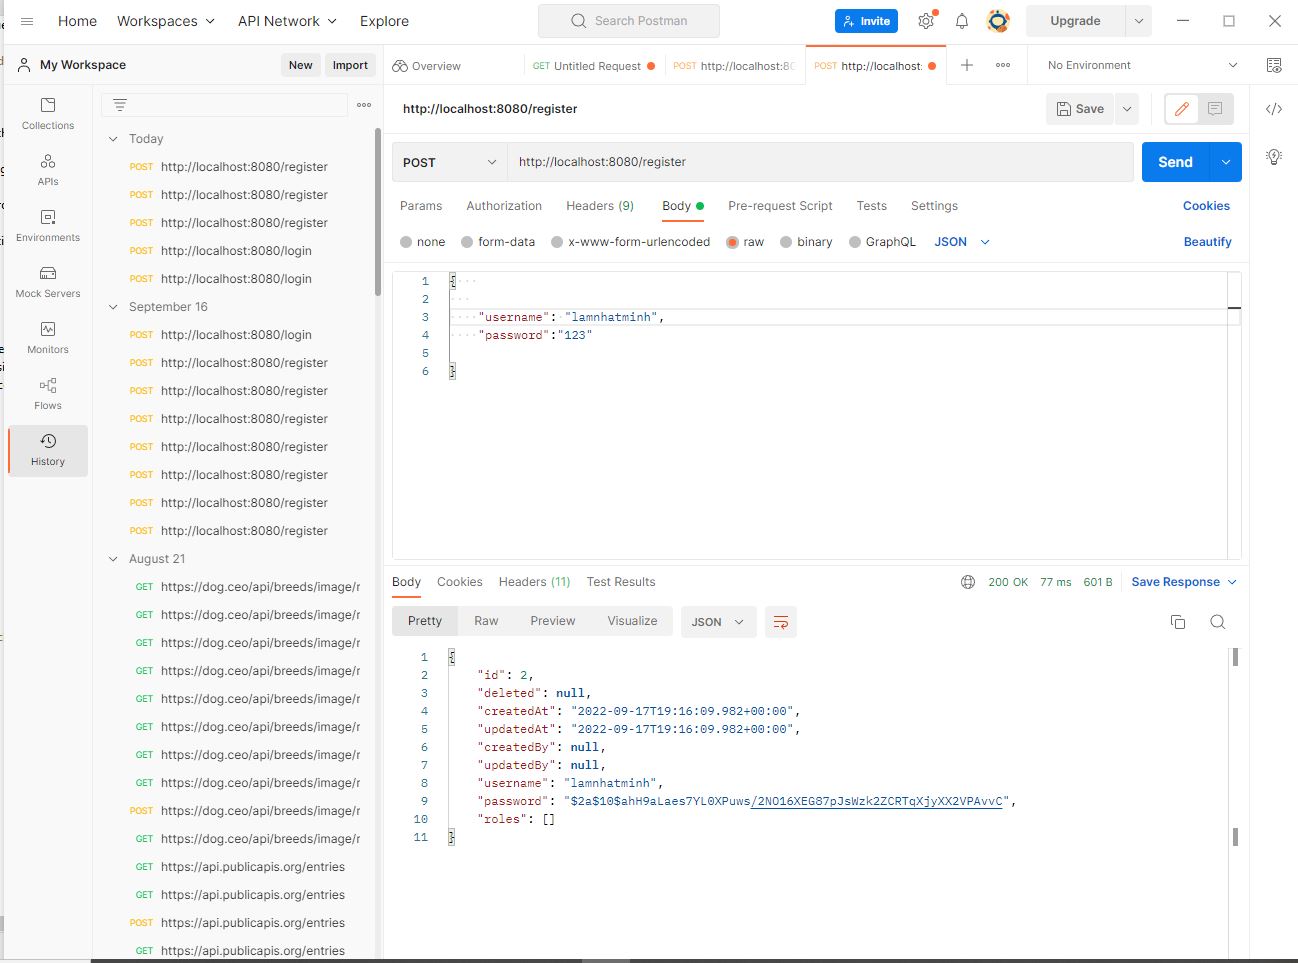 Home Workspaces API Network Explore Search Postman Invite Upgrade
My Workspace New Import Overview GET Untitled Request POST http://localhost:80 POST http://localhost: No Environment
Collections
APIs
Environments
Mock Servers
Monitors
Flows
History
Today
POST http://localhost:8080/register
POST http://localhost:8080/register
POST http://localhost:8080/register
POST http://localhost:8080/login
POST http://localhost:8080/login
September 16
POST http://localhost:8080/login
POST http://localhost:8080/register
POST http://localhost:8080/register
POST http://localhost:8080/register
POST http://localhost:8080/register
POST http://localhost:8080/register
POST http://localhost:8080/register
POST http://localhost:8080/register
August 21
GET https://dog.ceo/api/breeds/image/r
GET https://dog.ceo/api/breeds/image/r
GET https://dog.ceo/api/breeds/image/r
GET https://dog.ceo/api/breeds/image/r
GET https://dog.ceo/api/breeds/image/r
GET https://dog.ceo/api/breeds/image/r
GET https://dog.ceo/api/breeds/image/r
GET https://dog.ceo/api/breeds/image/r
POST https://dog.ceo/api/breeds/image/r
GET https://dog.ceo/api/breeds/image/r
GET https://api.publicapis.org/entries
GET https://api.publicapis.org/entries
POST https://api.publicapis.org/entries
GET https://api.publicapis.org/entries
http://localhost:8080/register Save
POST http://localhost:8080/register Send
Params Authorization Headers (9) Body Pre-request Script Tests Settings Cookies
none form-data x-www-form-urlencoded raw binary GraphQL JSON Beautify
1 {
2
3 "username": "lamnhatminh",
4 "password":"123"
5
6 }
Body Cookies Headers (11) Test Results 200 OK 77 ms 601 B Save Response
Pretty Raw Preview Visualize JSON
1 {
2 "id": 2,
3 "deleted": null,
4 "createdAt": "2022-09-17T19:16:09.982+00:00",
5 "updatedAt": "2022-09-17T19:16:09.982+00:00",
6 "createdBy": null,
7 "updatedBy": null,
8 "username": "lamnhatminh",
9 "password": "$2a$10$ahH9aLaes7YL0XPuws/2NO16XEG87pJsWzk2ZCRTqXjyXX2VPAvvC",
10 "roles": []
11 }